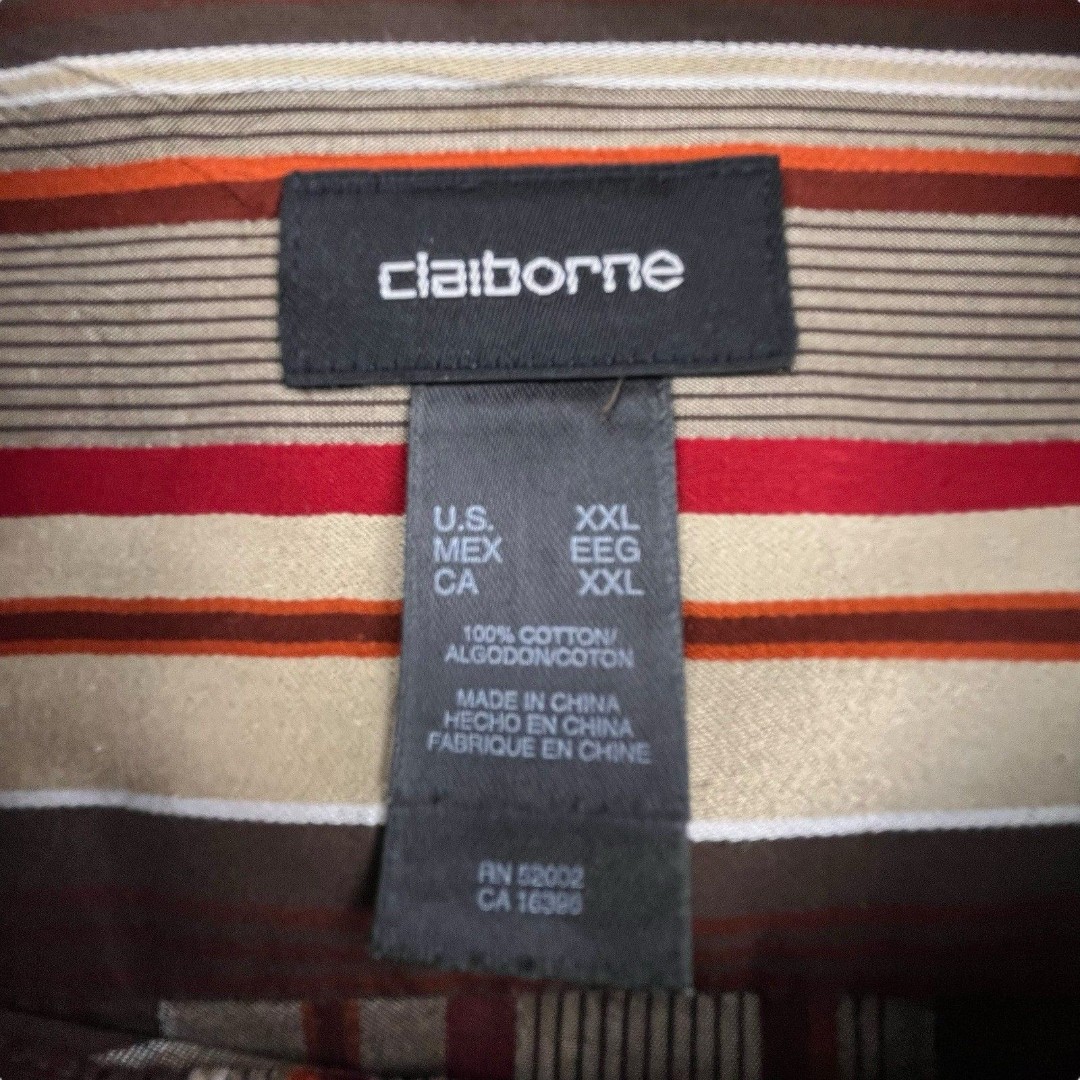 claiborne
U.S. XXL
MEX EEG
CA XXL
100% COTTON/
ALGODON/COTON
MADE IN CHINA
HECHO EN CHINA
FABRIQUE EN CHINE
RN 52002
CA 16396